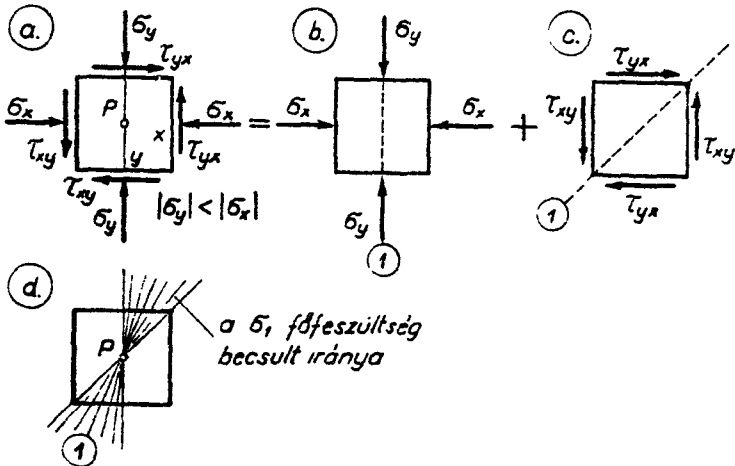 a.
σy
τyx
P
σx
τxy
x
σx
τyx
y
τxy
σy
|σy| < |σx|
=
b.
σy
σx
σx
σy
1
+
c.
τyx
τxy
τxy
τyx
1
d.
P
1
a σ₁ főfeszültség
becsült iránya